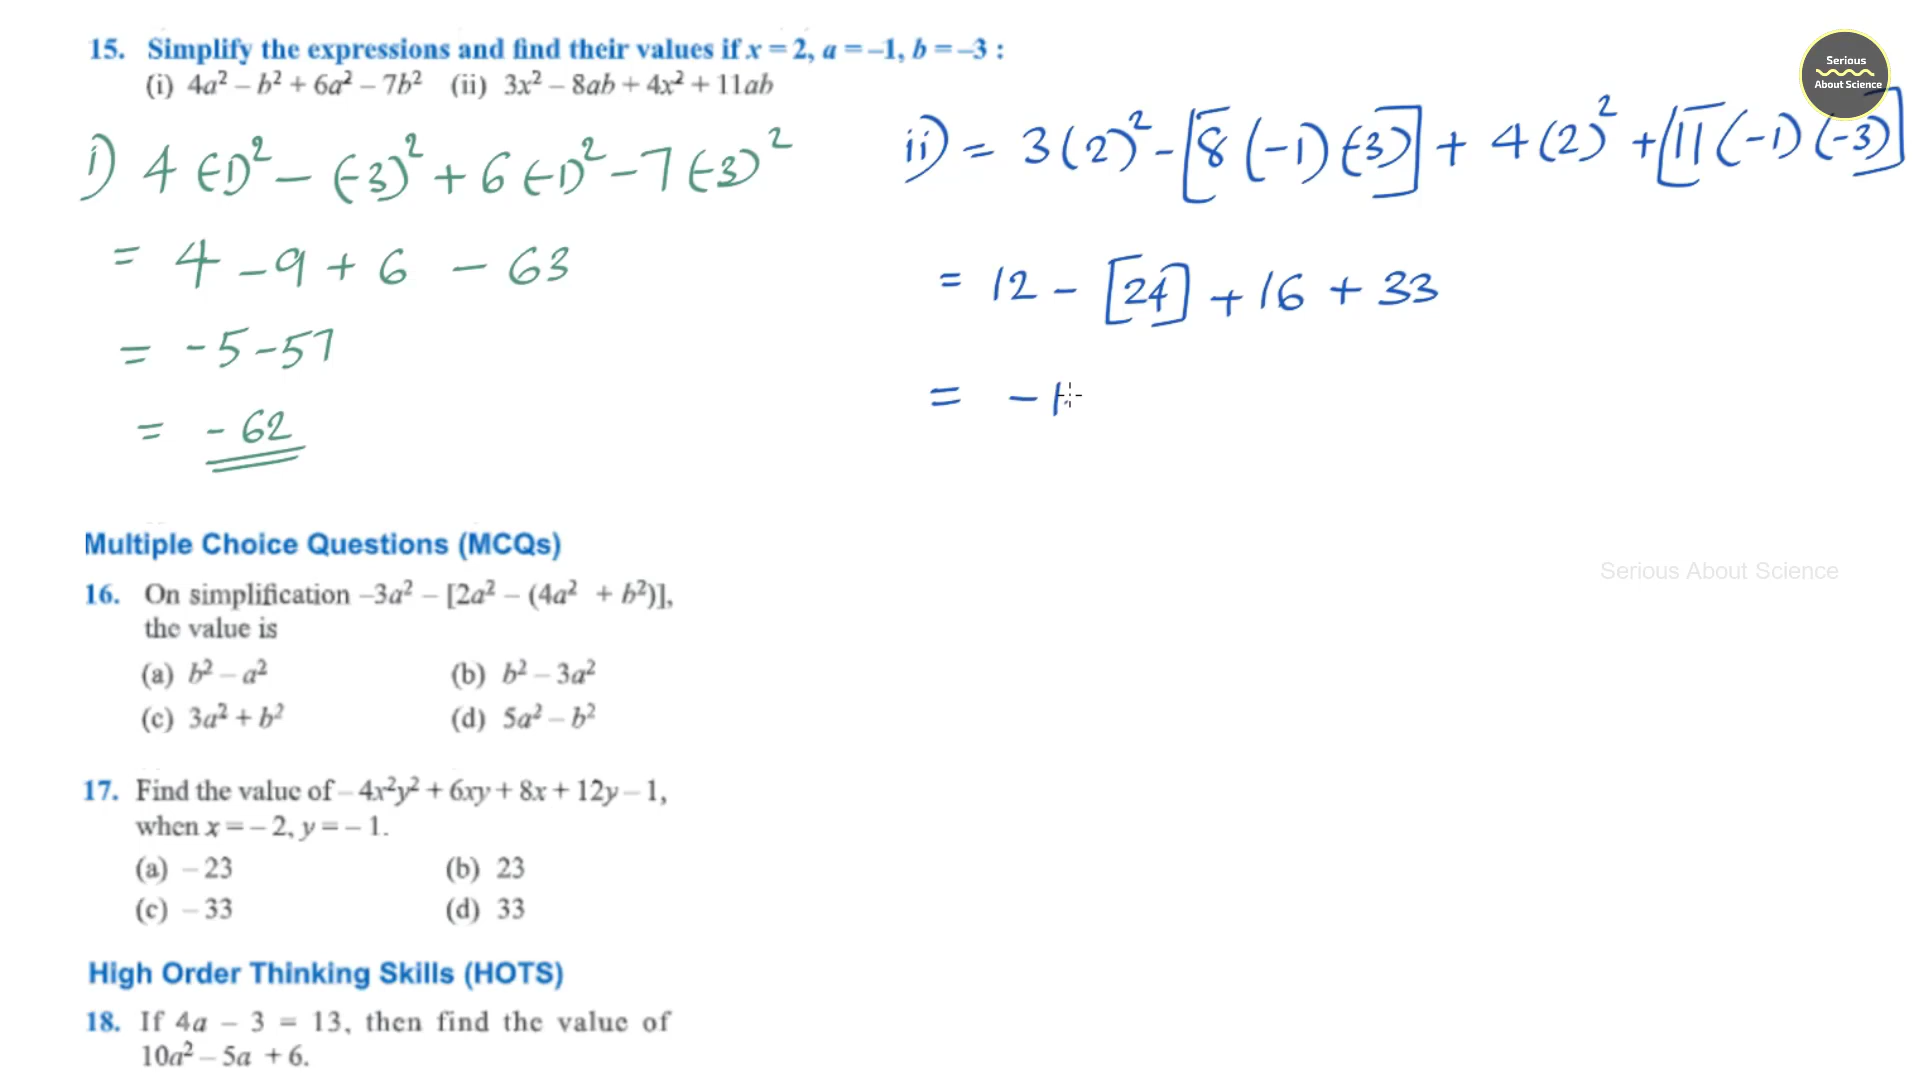 15. Simplify the expressions and find their values if x = 2, a = –1, b = –3 :
(i) 4a² – b² + 6a² – 7b² (ii) 3x² – 8ab + 4x² + 11ab
Serious
About Science
i) 4(-1)² - (-3)² + 6(-1)² - 7(-3)²
= 4 - 9 + 6 - 63
= -5-57
= -62
ii) = 3(2)² - [8(-1)(-3)] + 4(2)² + [11(-1)(-3)]
= 12 - [24] + 16 + 33
= - 1
Multiple Choice Questions (MCQs)
16. On simplification –3a² – [2a² – (4a² + b²)],
the value is
(a) b² – a² (b) b² – 3a²
(c) 3a² + b² (d) 5a² – b²
Serious About Science
17. Find the value of – 4x²y² + 6xy + 8x + 12y – 1,
when x = – 2, y = – 1.
(a) – 23 (b) 23
(c) – 33 (d) 33
High Order Thinking Skills (HOTS)
18. If 4a – 3 = 13, then find the value of
10a² – 5a + 6.